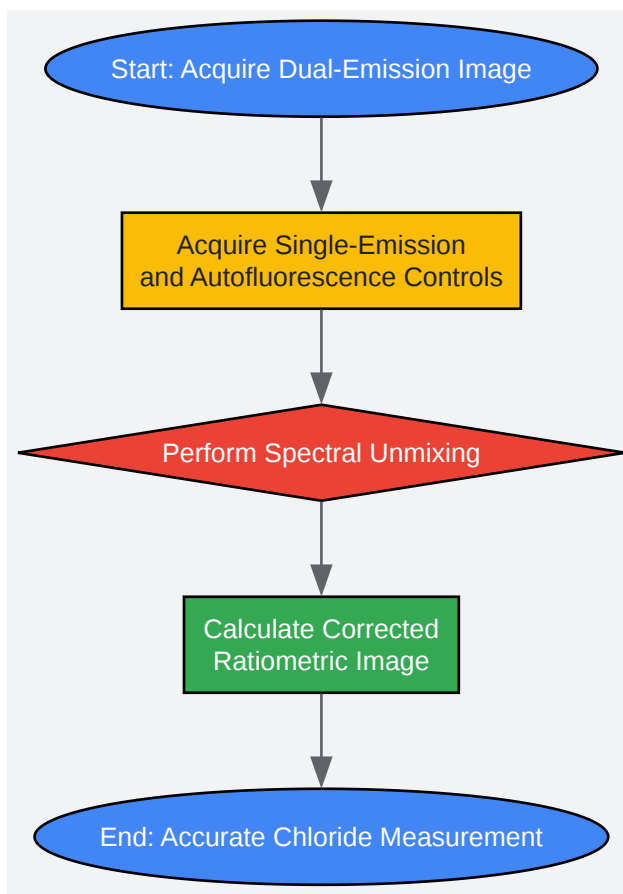 Start: Acquire Dual-Emission Image
Acquire Single-Emission
and Autofluorescence Controls
Perform Spectral Unmixing
Calculate Corrected
Ratiometric Image
End: Accurate Chloride Measurement